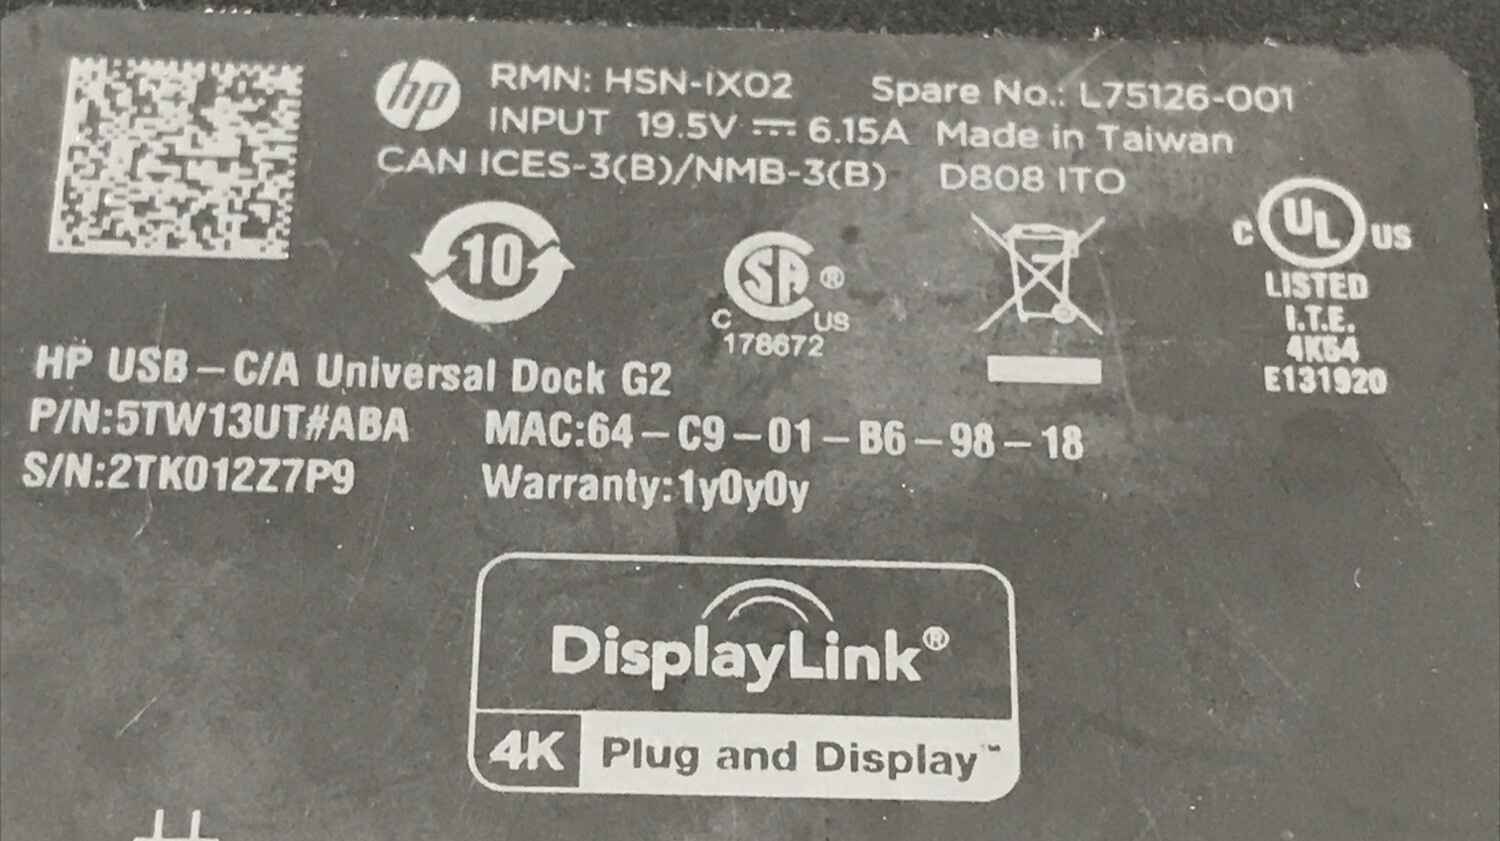 hp RMN: HSN-IX02 Spare No.: L75126-001
INPUT 19.5V ⎓ 6.15A Made in Taiwan
CAN ICES-3(B)/NMB-3(B) D808 ITO
10
SA ®
C US
178672
C UL US
LISTED
I.T.E.
4K54
E131920
HP USB-C/A Universal Dock G2
P/N:5TW13UT#ABA MAC:64-C9-01-B6-98-18
S/N:2TK012Z7P9 Warranty:1y0y0y
DisplayLink®
4K Plug and Display™